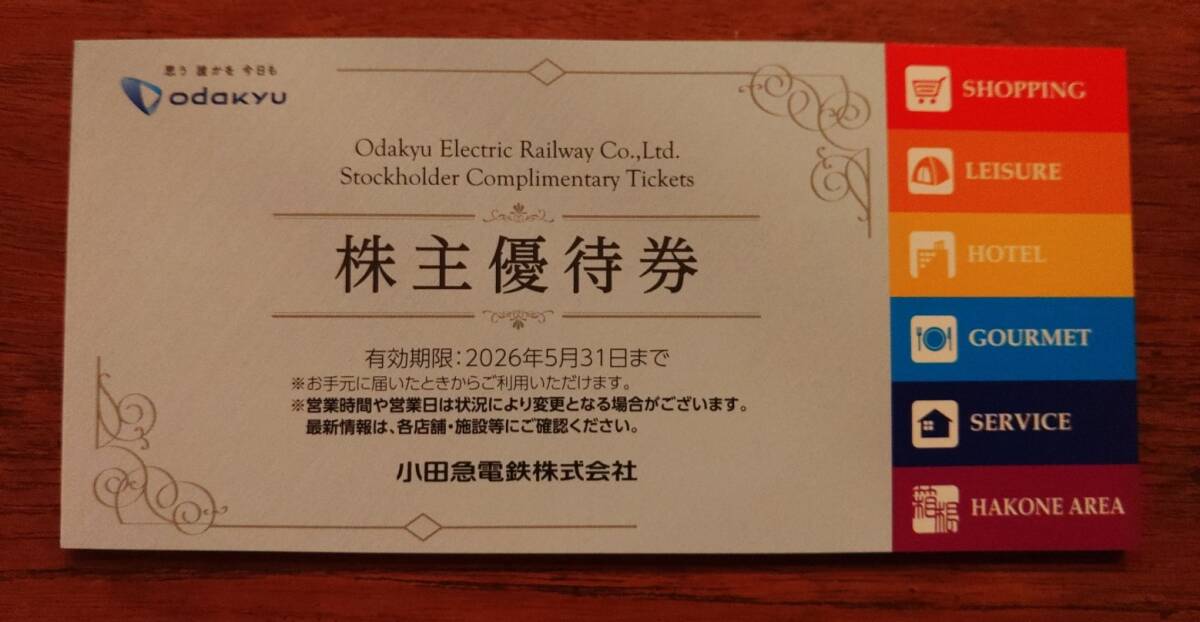 思う 誰かを 今日も
ODAKYU
Odakyu Electric Railway Co.,Ltd.
Stockholder Complimentary Tickets
株主優待券
有効期限：2026年5月31日まで
※お手元に届いたときからご利用いただけます。
※営業時間や営業日は状況により変更となる場合がございます。
最新情報は、各店舗・施設等にご確認ください。
小田急電鉄株式会社
SHOPPING
LEISURE
HOTEL
GOURMET
SERVICE
箱根
HAKONE AREA